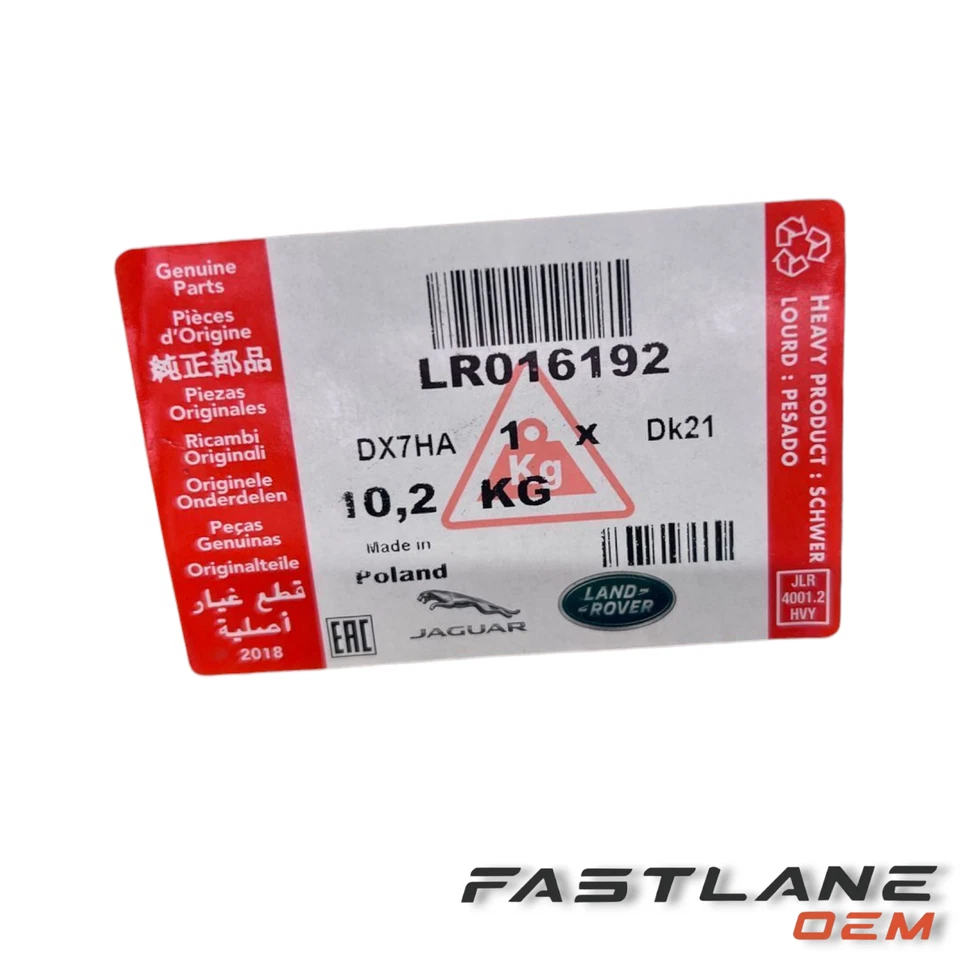 Genuine
Parts
Pièces
d'Origine
純正部品
Piezas
Originales
Ricambi
Originali
Originele
Onderdelen
Peças
Genuinas
Originalteile
قطع غيار
أصلية
2018
LR016192
DX7HA 1 x Dk21
Kg
10,2 KG
Made in
Poland
EAC
JAGUAR
LAND
ROVER
HEAVY PRODUCT : SCHWER
LOURD : PESADO
JLR
4001.2
HVY
FASTLANE
OEM